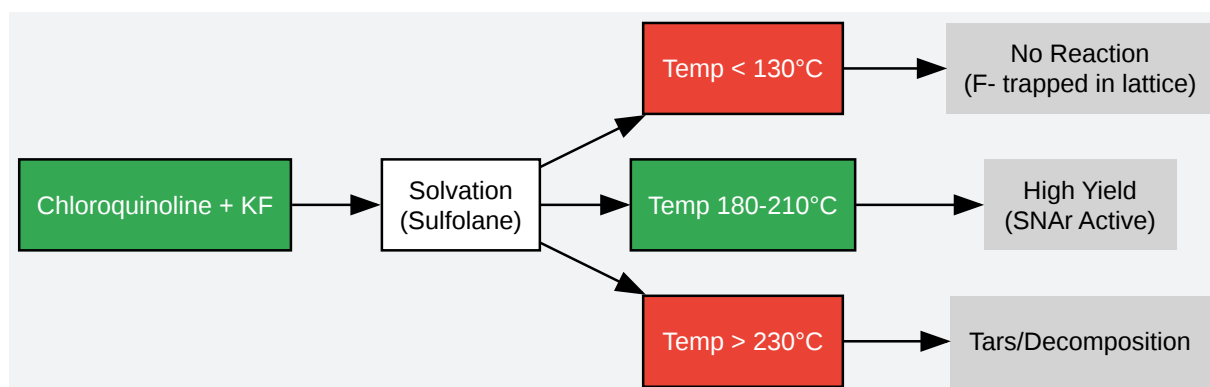 Chloroquinoline + KF
Solvation
(Sulfolane)
Temp < 130°C
No Reaction
(F- trapped in lattice)
Temp 180-210°C
High Yield
(SNAr Active)
Temp > 230°C
Tars/Decomposition